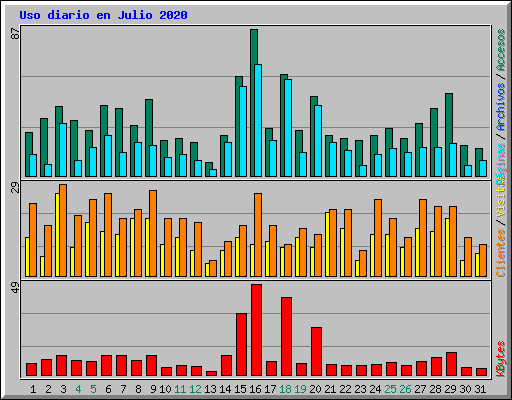 Uso diario en Julio 2020
87
29
49
Accesos / Archivos / Páginas
Clientes / visitas
KBytes
1 2 3 4 5 6 7 8 9 10 11 12 13 14 15 16 17 18 19 20 21 22 23 24 25 26 27 28 29 30 31